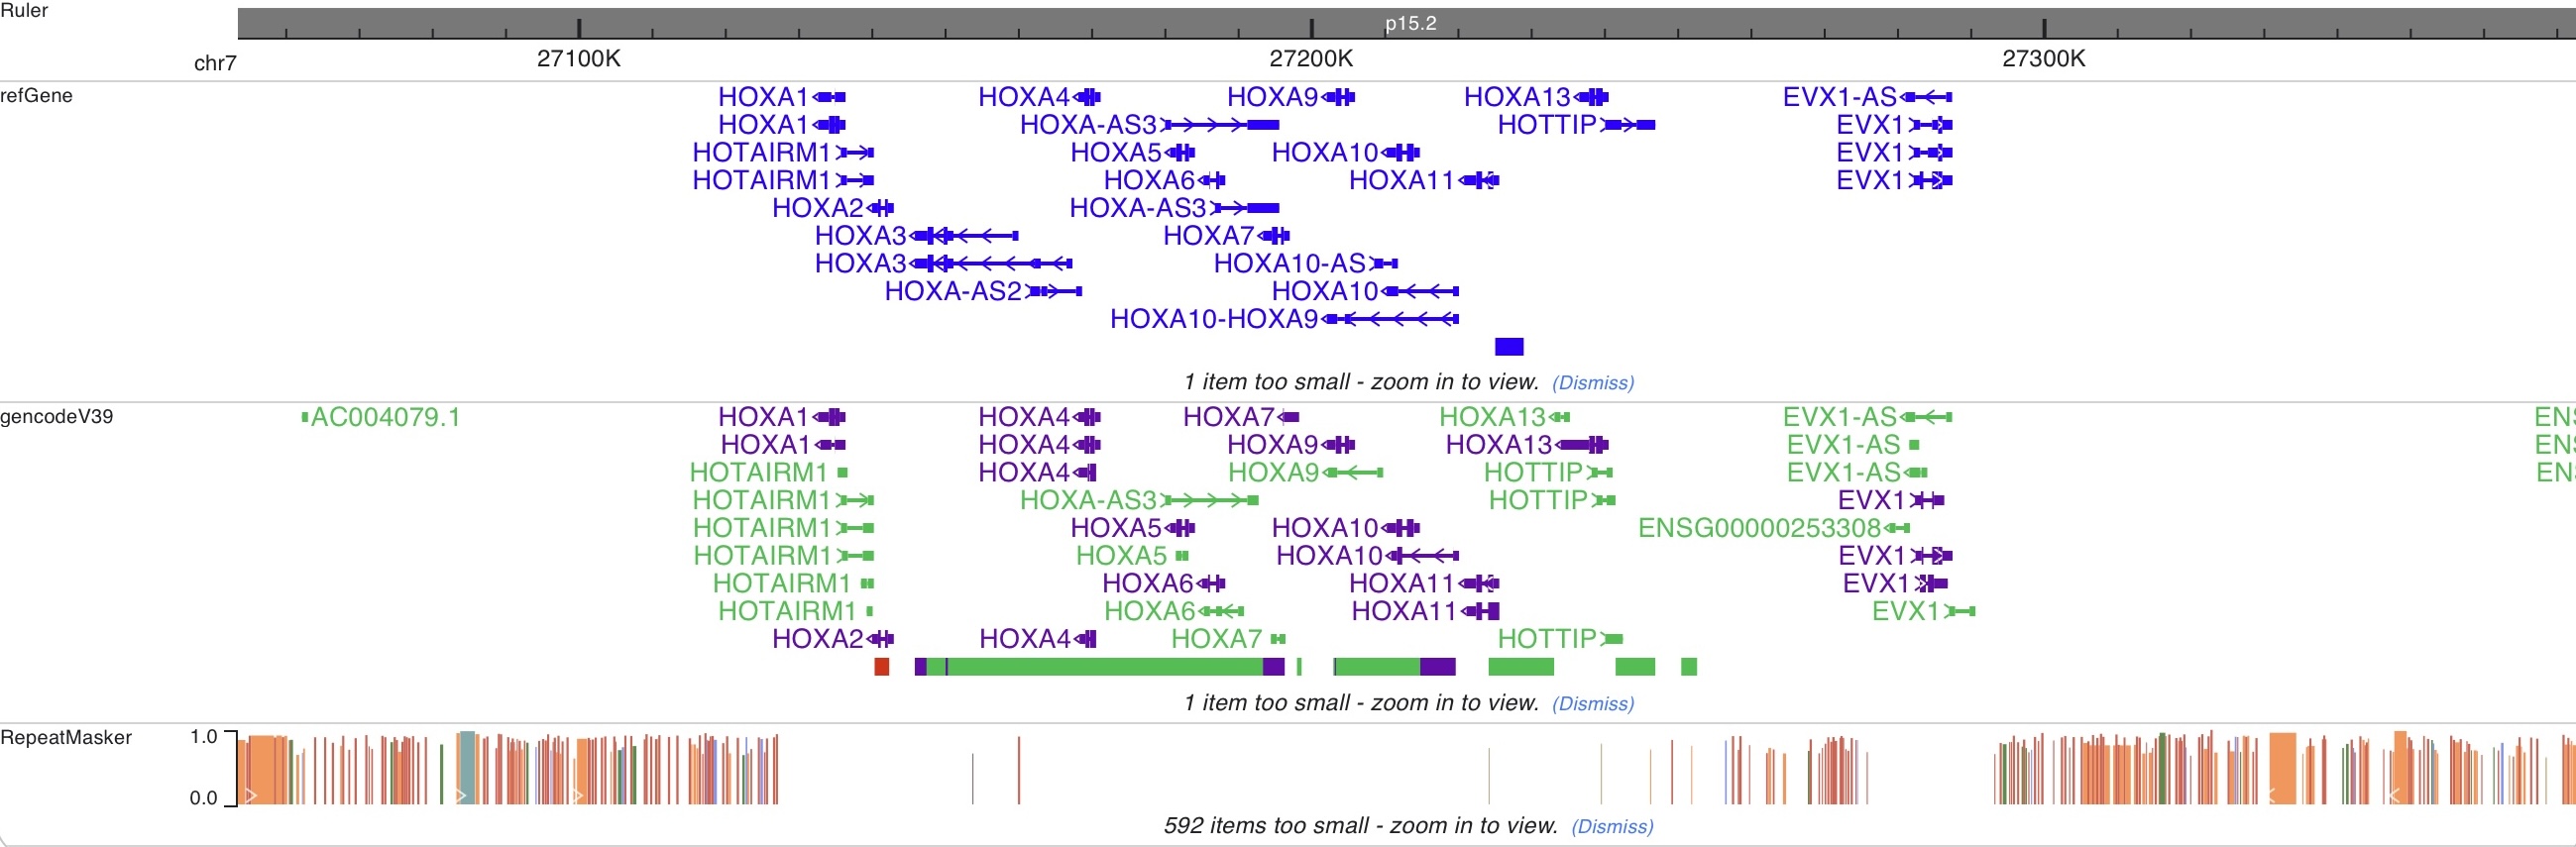 Ruler
p15.2
chr7 27100K 27200K 27300K
refGene
HOXA1 HOXA4 HOXA9 HOXA13 EVX1-AS
HOXA1 HOXA-AS3 HOTTIP EVX1
HOTAIRM1 HOXA5 HOXA10 EVX1
HOTAIRM1 HOXA6 HOXA11 EVX1
HOXA2 HOXA-AS3
HOXA3 HOXA7
HOXA3 HOXA10-AS
HOXA-AS2 HOXA10
HOXA10-HOXA9
1 item too small - zoom in to view. (Dismiss)
gencodeV39
AC004079.1 HOXA1 HOXA4 HOXA7 HOXA13 EVX1-AS ENS
HOXA1 HOXA4 HOXA9 HOXA13 EVX1-AS ENS
HOTAIRM1 HOXA4 HOXA9 HOTTIP EVX1-AS ENS
HOTAIRM1 HOXA-AS3 HOTTIP EVX1
HOTAIRM1 HOXA5 HOXA10 ENSG00000253308
HOTAIRM1 HOXA5 HOXA10 EVX1
HOTAIRM1 HOXA6 HOXA11 EVX1
HOTAIRM1 HOXA6 HOXA11 EVX1
HOXA2 HOXA4 HOXA7 HOTTIP
1 item too small - zoom in to view. (Dismiss)
RepeatMasker
1.0
0.0
592 items too small - zoom in to view. (Dismiss)